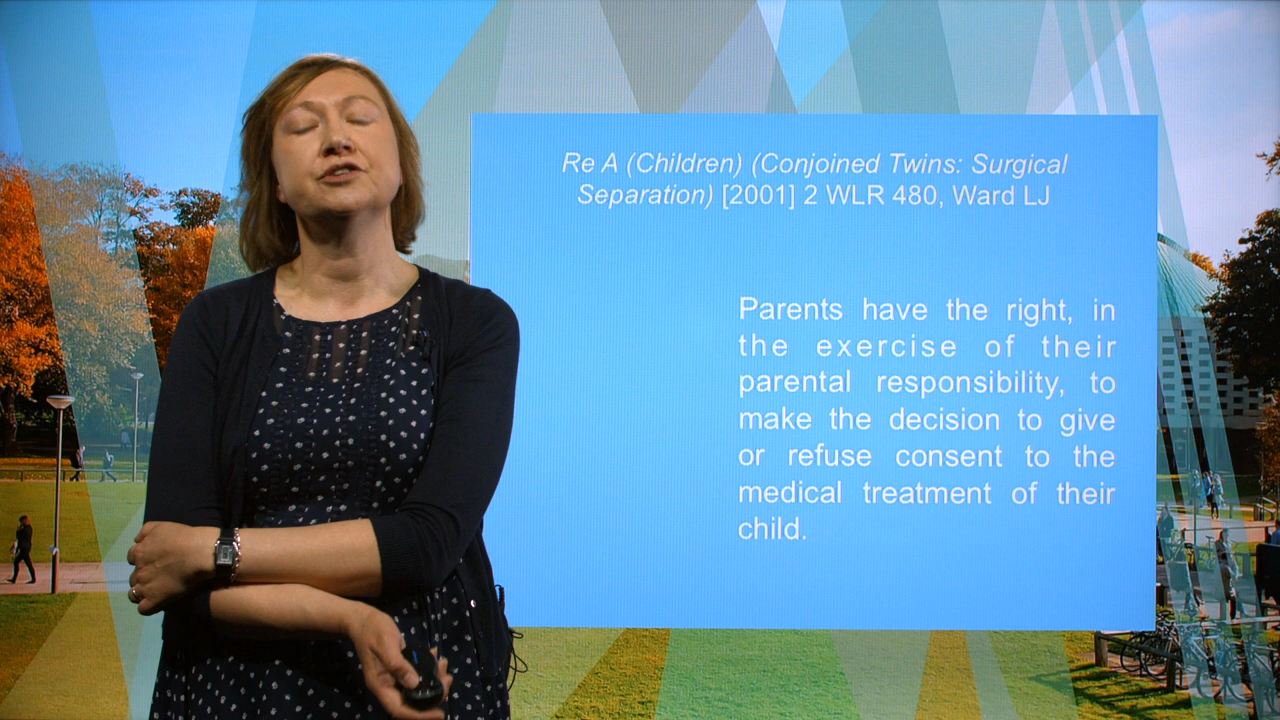 Re A (Children) (Conjoined Twins: Surgical
Separation) [2001] 2 WLR 480, Ward LJ
Parents have the right, in
the exercise of their
parental responsibility, to
make the decision to give
or refuse consent to the
medical treatment of their
child.